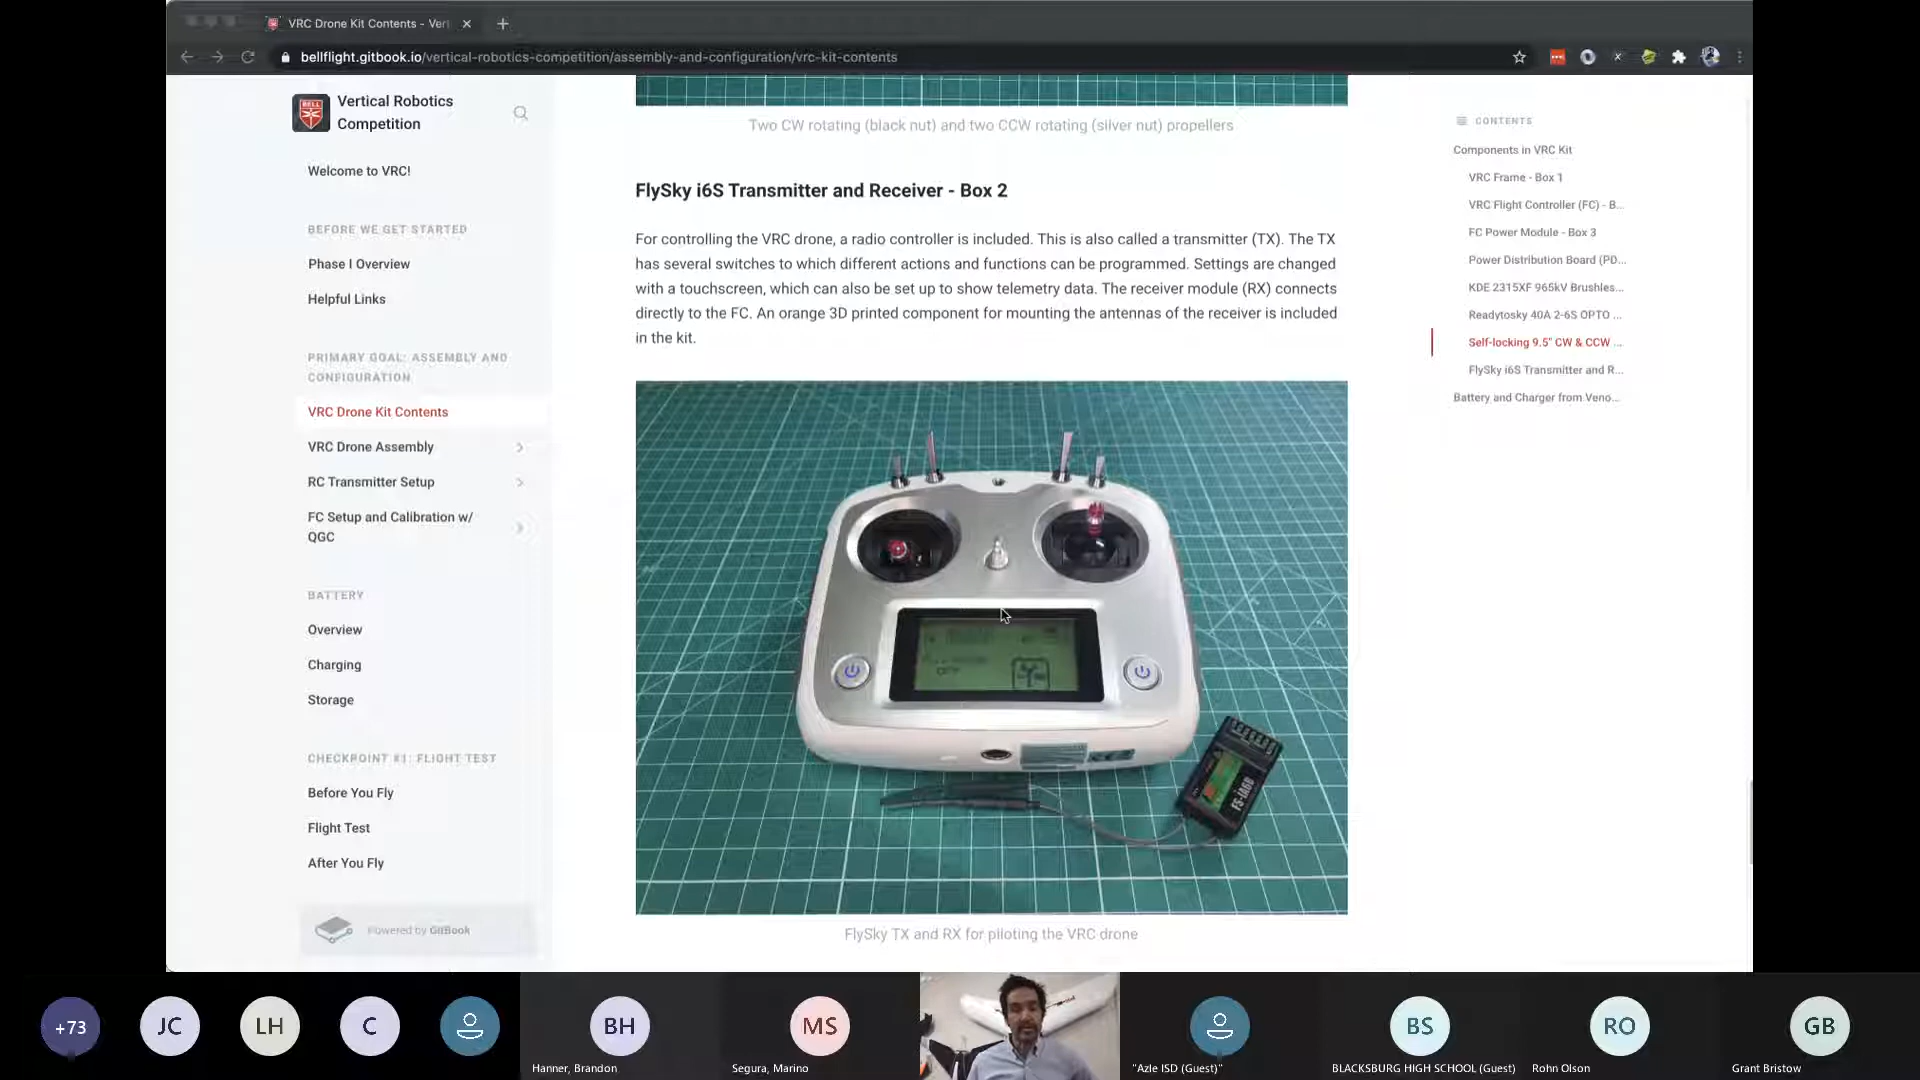 VRC Drone Kit Contents - Vert
bellflight.gitbook.io/vertical-robotics-competition/assembly-and-configuration/vrc-kit-contents
Vertical Robotics
Competition
Welcome to VRC!
BEFORE WE GET STARTED
Phase I Overview
Helpful Links
PRIMARY GOAL: ASSEMBLY AND
CONFIGURATION
VRC Drone Kit Contents
VRC Drone Assembly
RC Transmitter Setup
FC Setup and Calibration w/
QGC
BATTERY
Overview
Charging
Storage
CHECKPOINT #1: FLIGHT TEST
Before You Fly
Flight Test
After You Fly
Powered by GitBook
Two CW rotating (black nut) and two CCW rotating (silver nut) propellers
FlySky i6S Transmitter and Receiver - Box 2
For controlling the VRC drone, a radio controller is included. This is also called a transmitter (TX). The TX
has several switches to which different actions and functions can be programmed. Settings are changed
with a touchscreen, which can also be set up to show telemetry data. The receiver module (RX) connects
directly to the FC. An orange 3D printed component for mounting the antennas of the receiver is included
in the kit.
FS-iA6B
FlySky TX and RX for piloting the VRC drone
CONTENTS
Components in VRC Kit
VRC Frame - Box 1
VRC Flight Controller (FC) - B...
FC Power Module - Box 3
Power Distribution Board (PD...
KDE 2315XF 965kV Brushles...
Readytosky 40A 2-6S OPTO ...
Self-locking 9.5" CW & CCW ...
FlySky i6S Transmitter and R...
Battery and Charger from Veno...
+73
JC
LH
C
BH
Hanner, Brandon
MS
Segura, Marino
"Azle ISD (Guest)"
BS
BLACKSBURG HIGH SCHOOL (Guest)
RO
Rohn Olson
GB
Grant Bristow